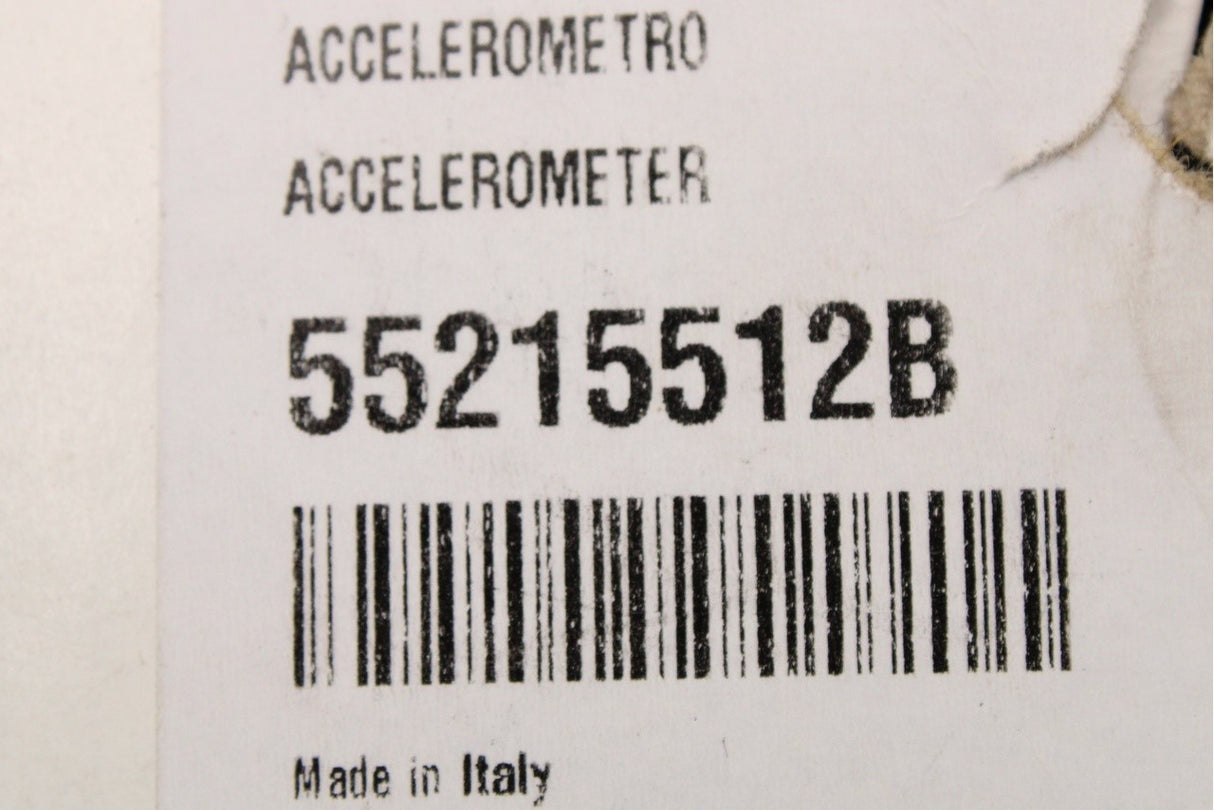 ACCELEROMETRO
ACCELEROMETER
55215512B
Made in Italy